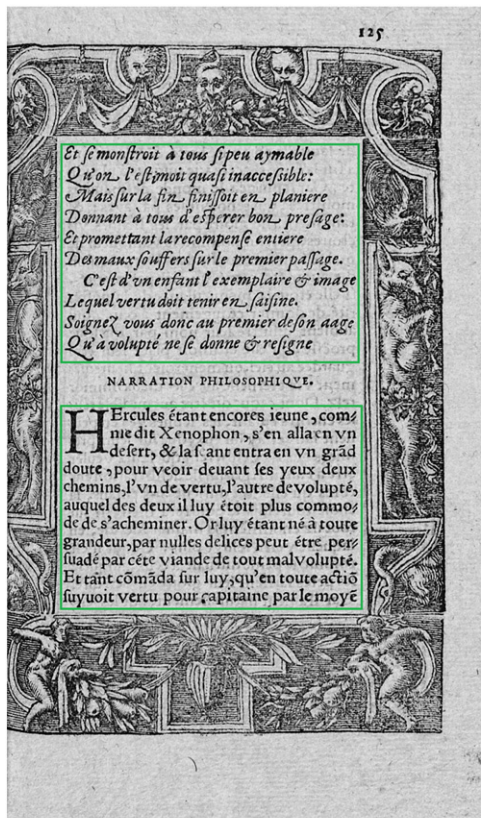 125
Et se monstroit à tous si peu aymable
Qu'on l'estimoit quasi inaccessible:
Mais sur la fin finissoit en planiere
Donnant à tous d'esperer bon presage:
Et promettant la recompense entiere
Des maux souffers sur le premier passage.
C'est d'vn enfant l'exemplaire & image
Lequel vertu doit tenir en saisine.
Soignez vous donc au premier de son aage
Qu'à volupté ne se donne & resigne
NARRATION PHILOSOPHIQVE.
HErcules étant encores ieune, com-
me dit Xenophon, s'en alla en vn
desert, & la s'ant entra en vn grãd
doute, pour veoir deuant ses yeux deux
chemins, l'vn de vertu, l'autre de volupté,
auquel des deux il luy étoit plus commo-
de de s'acheminer. Or luy étant né à toute
grandeur, par nulles delices peut étre per-
suadé par céte viande de tout mal volupté.
Et tant cõmãda sur luy, qu'en toute actiõ
suyuoit vertu pour capitaine par le moyẽ